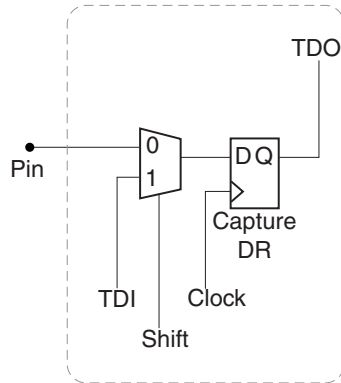 TDO
0
D Q
Pin
1
Capture
DR
TDI
Clock
Shift